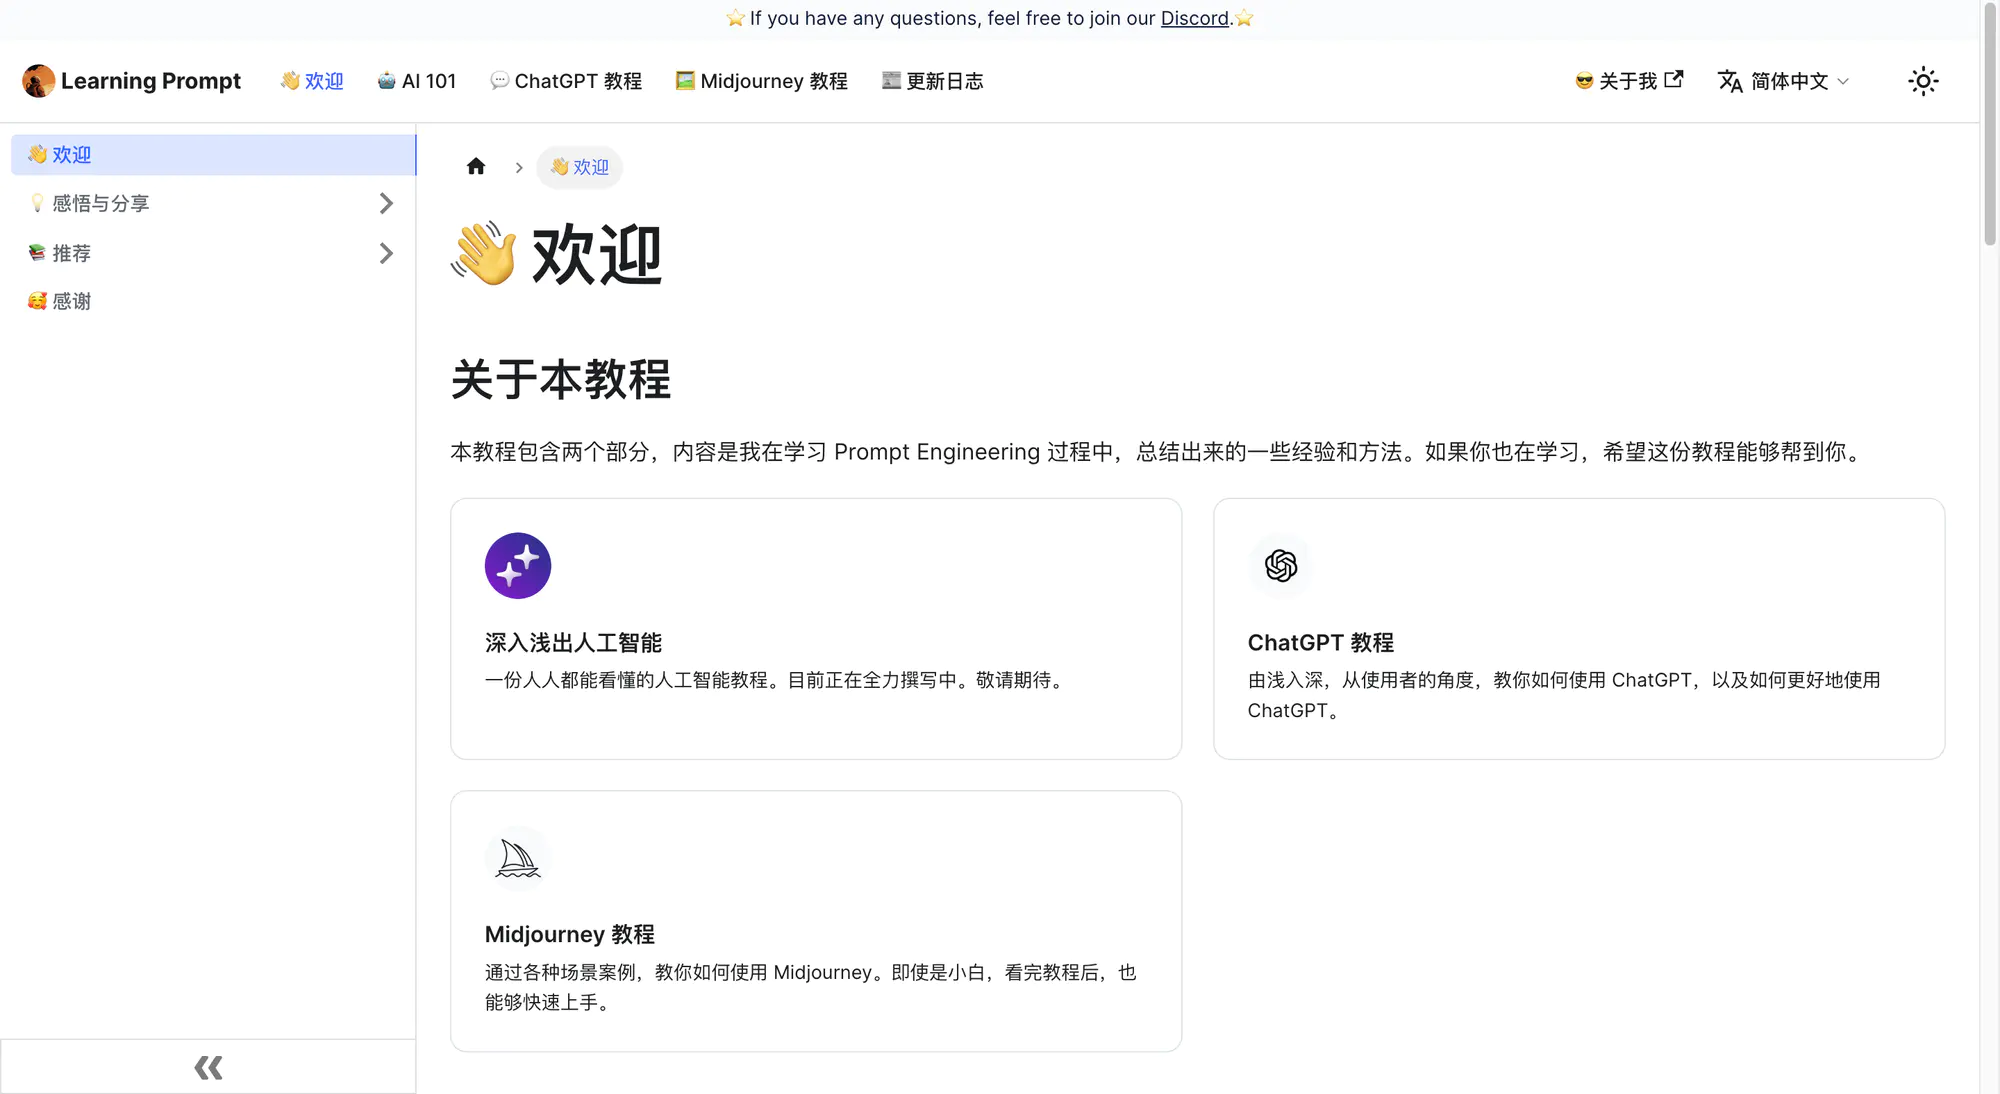 ⭐️If you have any questions, feel free to join our Discord.⭐️
Learning Prompt
👋 欢迎
🤖 AI 101
💬 ChatGPT 教程
🖼️ Midjourney 教程
📰 更新日志
😎 关于我
简体中文
👋 欢迎
💡 感悟与分享
📚 推荐
🥰 感谢
👋 欢迎
👋 欢迎
关于本教程
本教程包含两个部分，内容是我在学习 Prompt Engineering 过程中，总结出来的一些经验和方法。如果你也在学习，希望这份教程能够帮到你。
深入浅出人工智能
一份人人都能看懂的人工智能教程。目前正在全力撰写中。敬请期待。
ChatGPT 教程
由浅入深，从使用者的角度，教你如何使用 ChatGPT，以及如何更好地使用
ChatGPT。
Midjourney 教程
通过各种场景案例，教你如何使用 Midjourney。即使是小白，看完教程后，也
能够快速上手。